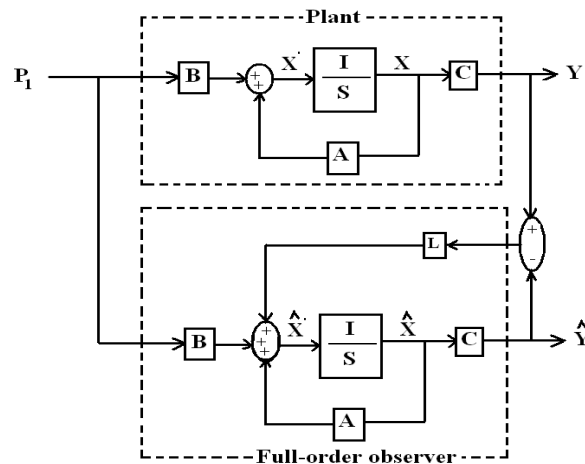 Plant
P1
B
+
+
Ẋ
I
S
X
C
Y
A
+
-
L
B
+
+
+
X̂̇
I
S
X̂
C
Ŷ
A
Full-order observer